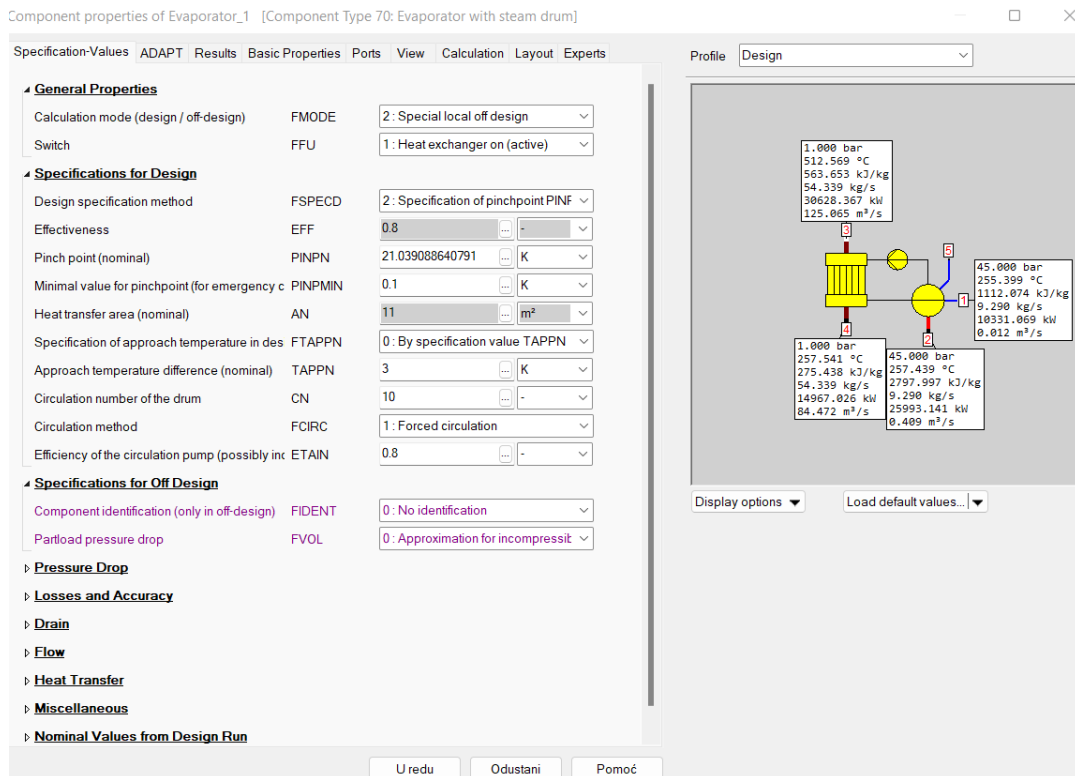 Component properties of Evaporator_1 [Component Type 70: Evaporator with steam drum]
Specification-Values ADAPT Results Basic Properties Ports View Calculation Layout Experts
Profile Design
General Properties
Calculation mode (design / off-design) FMODE 2 : Special local off design
Switch FFU 1 : Heat exchanger on (active)
Specifications for Design
Design specification method FSPECD 2 : Specification of pinchpoint PINF
Effectiveness EFF 0.8 ... -
Pinch point (nominal) PINPN 21.039088640791 ... K
Minimal value for pinchpoint (for emergency c PINPMIN 0.1 ... K
Heat transfer area (nominal) AN 11 ... m²
Specification of approach temperature in des FTAPPN 0 : By specification value TAPPN
Approach temperature difference (nominal) TAPPN 3 ... K
Circulation number of the drum CN 10 ... -
Circulation method FCIRC 1 : Forced circulation
Efficiency of the circulation pump (possibly inc ETAIN 0.8 ... -
Specifications for Off Design
Component identification (only in off-design) FIDENT 0 : No identification
Partload pressure drop FVOL 0 : Approximation for incompressib
Pressure Drop
Losses and Accuracy
Drain
Flow
Heat Transfer
Miscellaneous
Nominal Values from Design Run
U redu Odustani Pomoć
1.000 bar
512.569 °C
563.653 kJ/kg
54.339 kg/s
30628.367 kW
125.065 m³/s
3
5
1
45.000 bar
255.399 °C
1112.074 kJ/kg
9.290 kg/s
10331.069 kW
0.012 m³/s
4
2
1.000 bar
257.541 °C
275.438 kJ/kg
54.339 kg/s
14967.026 kW
84.472 m³/s
45.000 bar
257.439 °C
2797.997 kJ/kg
9.290 kg/s
25993.141 kW
0.409 m³/s
Display options Load default values...